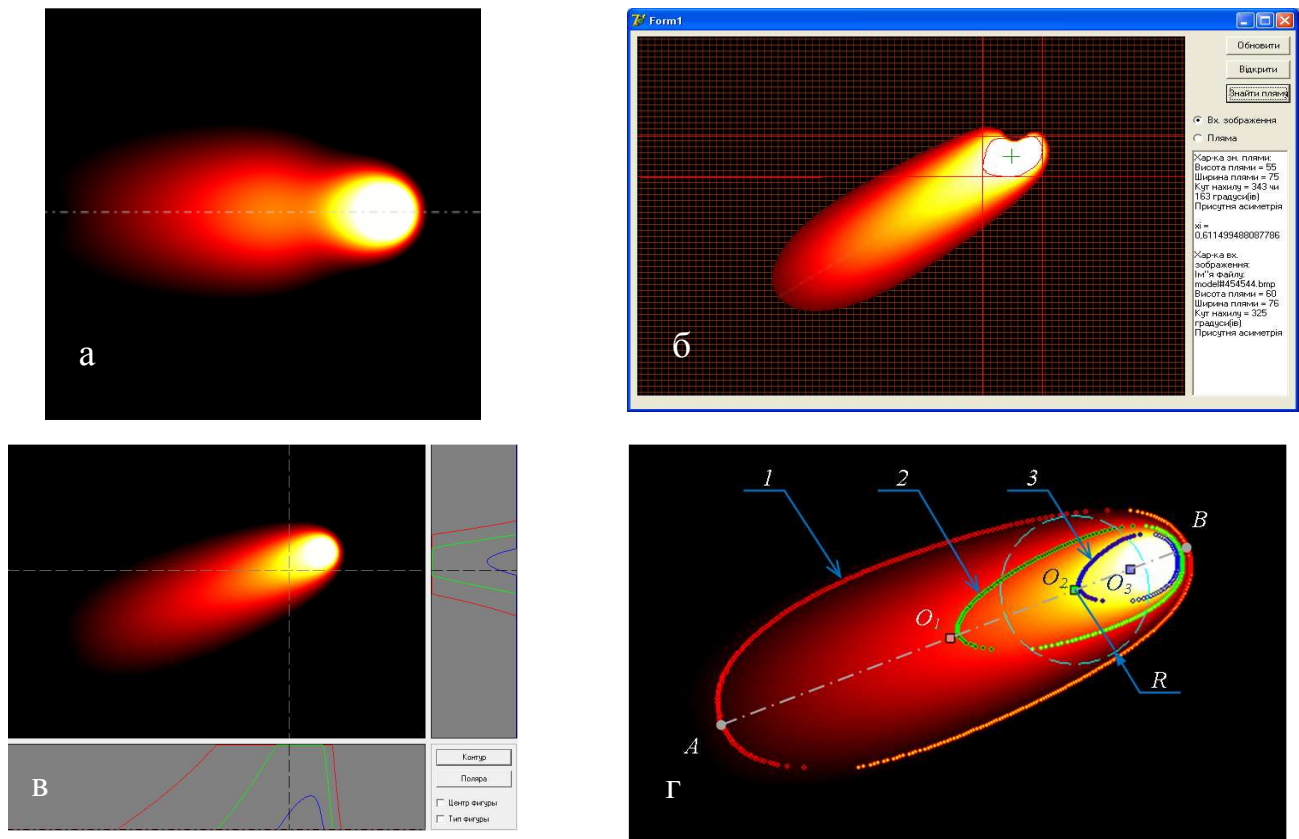 а
Form1
Обновити
Відкрити
Знайти пляму
Вх. зображення
Пляма
Хар-ка зм. плями:
Висота плями = 55
Ширина плями = 75
Кут нахилу = 343 чи
163 градуси(ів)
Присутня асиметрія
xi =
0,611499488087786
Хар-ка вх.
зображення:
Ім"я файлу:
model#454544.bmp
Висота плями = 60
Ширина плями = 76
Кут нахилу = 325
градуси(ів)
Присутня асиметрія
б
Контур
Поляра
Центр фигуры
Тип фигуры
в
1
2
3
B
O₂
O₃
O₁
R
A
г